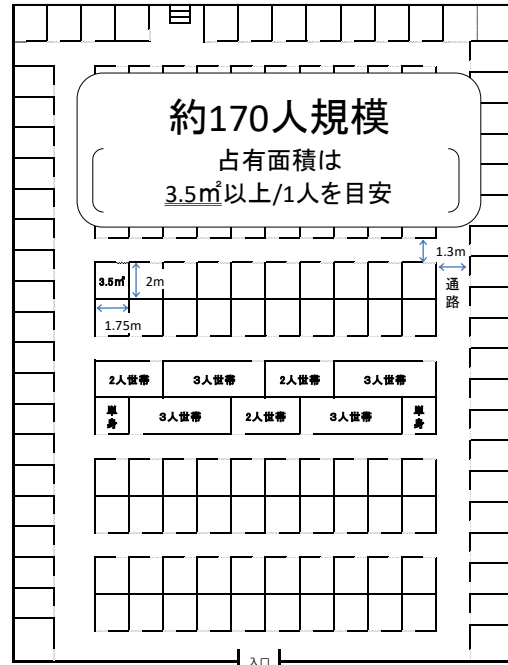 約170人規模
占有面積は
3.5㎡以上/1人を目安
1.3m
通路
3.5㎡
2m
1.75m
2人世帯 3人世帯 2人世帯 3人世帯
単身 3人世帯 2人世帯 3人世帯 単身
入口